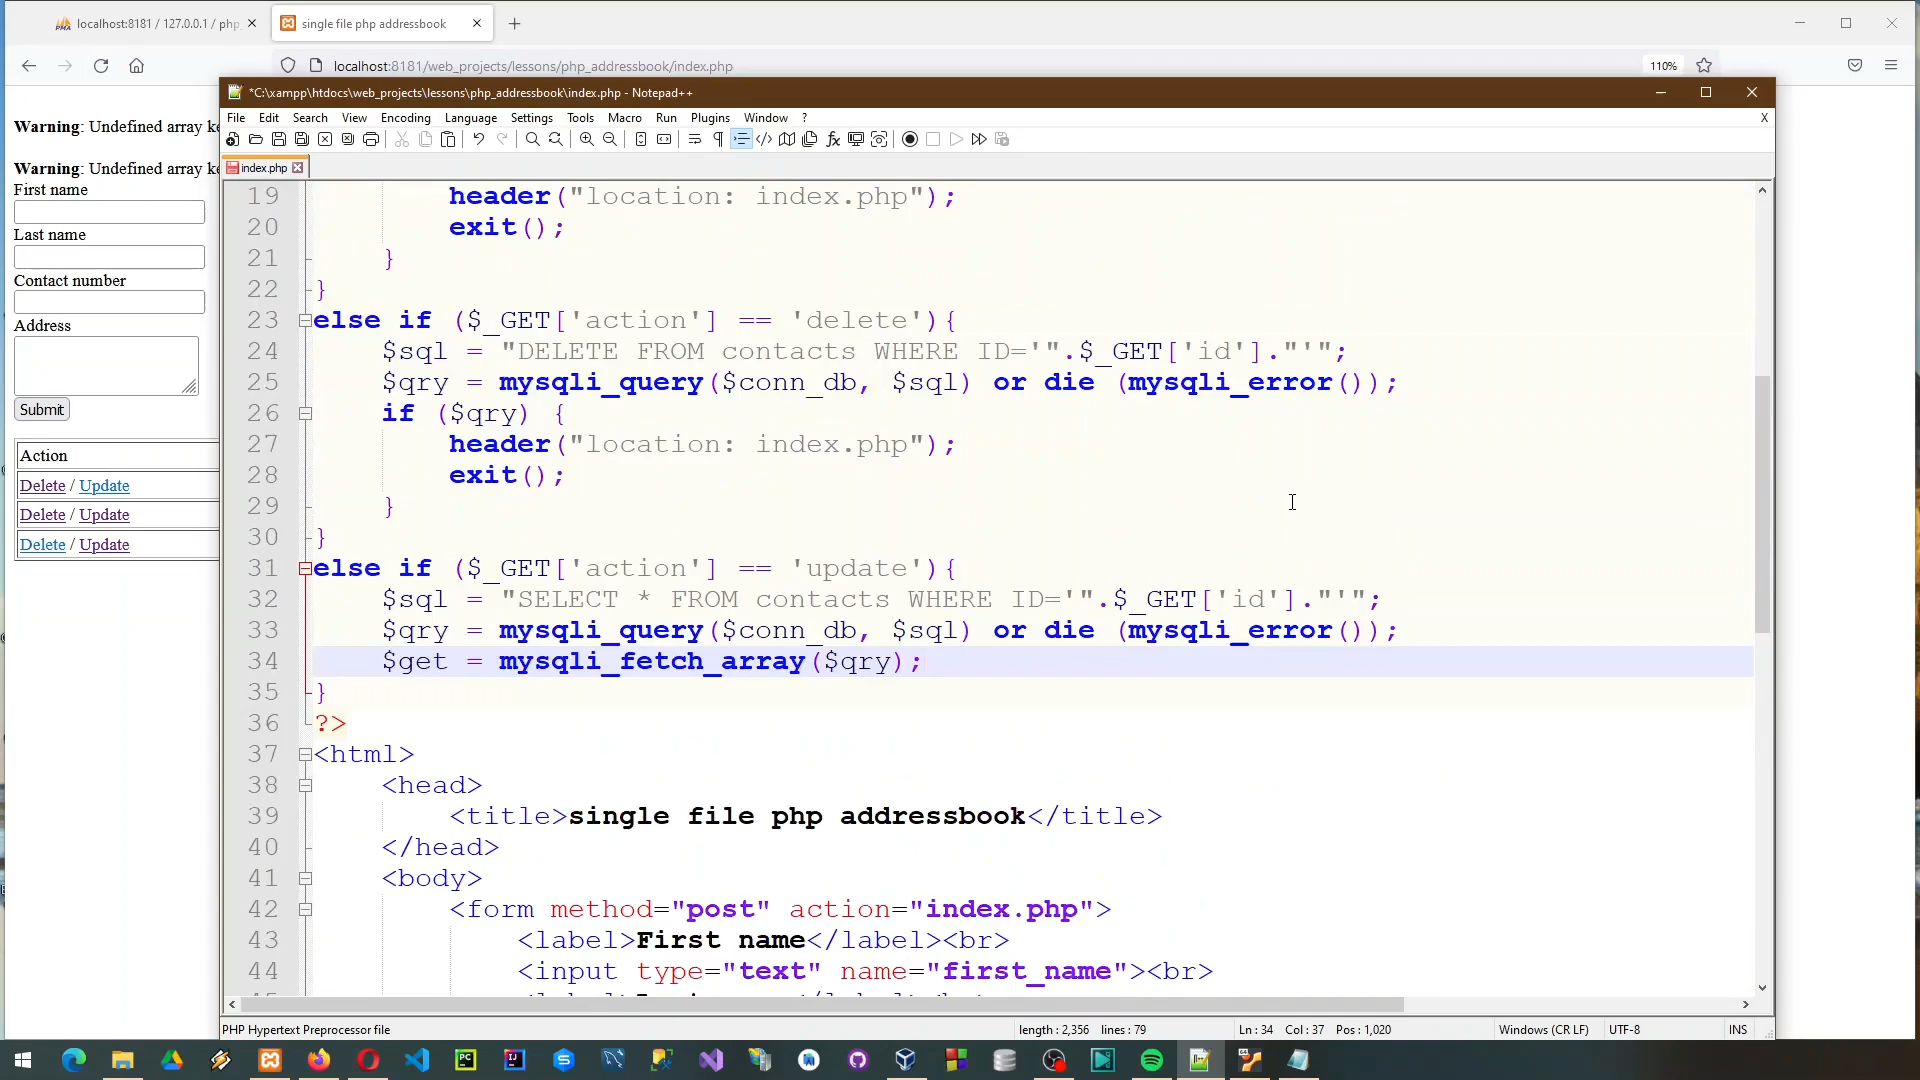 localhost:8181 / 127.0.0.1 / php_
single file php addressbook
localhost:8181/web_projects/lessons/php_addressbook/index.php
110%
*C:\xampp\htdocs\web_projects\lessons\php_addressbook\index.php - Notepad++
File Edit Search View Encoding Language Settings Tools Macro Run Plugins Window ?
X
index.php
Warning: Undefined array ke
Warning: Undefined array ke
First name
Last name
Contact number
Address
Submit
Action
Delete / Update
Delete / Update
Delete / Update
19 header("location: index.php");
20 exit();
21 }
22 }
23 else if ($_GET['action'] == 'delete'){
24 $sql = "DELETE FROM contacts WHERE ID='".$_GET['id']."'";
25 $qry = mysqli_query($conn_db, $sql) or die (mysqli_error());
26 if ($qry) {
27 header("location: index.php");
28 exit();
29 }
30 }
31 else if ($_GET['action'] == 'update'){
32 $sql = "SELECT * FROM contacts WHERE ID='".$_GET['id']."'";
33 $qry = mysqli_query($conn_db, $sql) or die (mysqli_error());
34 $get = mysqli_fetch_array($qry);
35 }
36 ?>
37 <html>
38 <head>
39 <title>single file php addressbook</title>
40 </head>
41 <body>
42 <form method="post" action="index.php">
43 <label>First name</label><br>
44 <input type="text" name="first_name"><br>
PHP Hypertext Preprocessor file
length : 2,356 lines : 79
Ln : 34 Col : 37 Pos : 1,020
Windows (CR LF)
UTF-8
INS